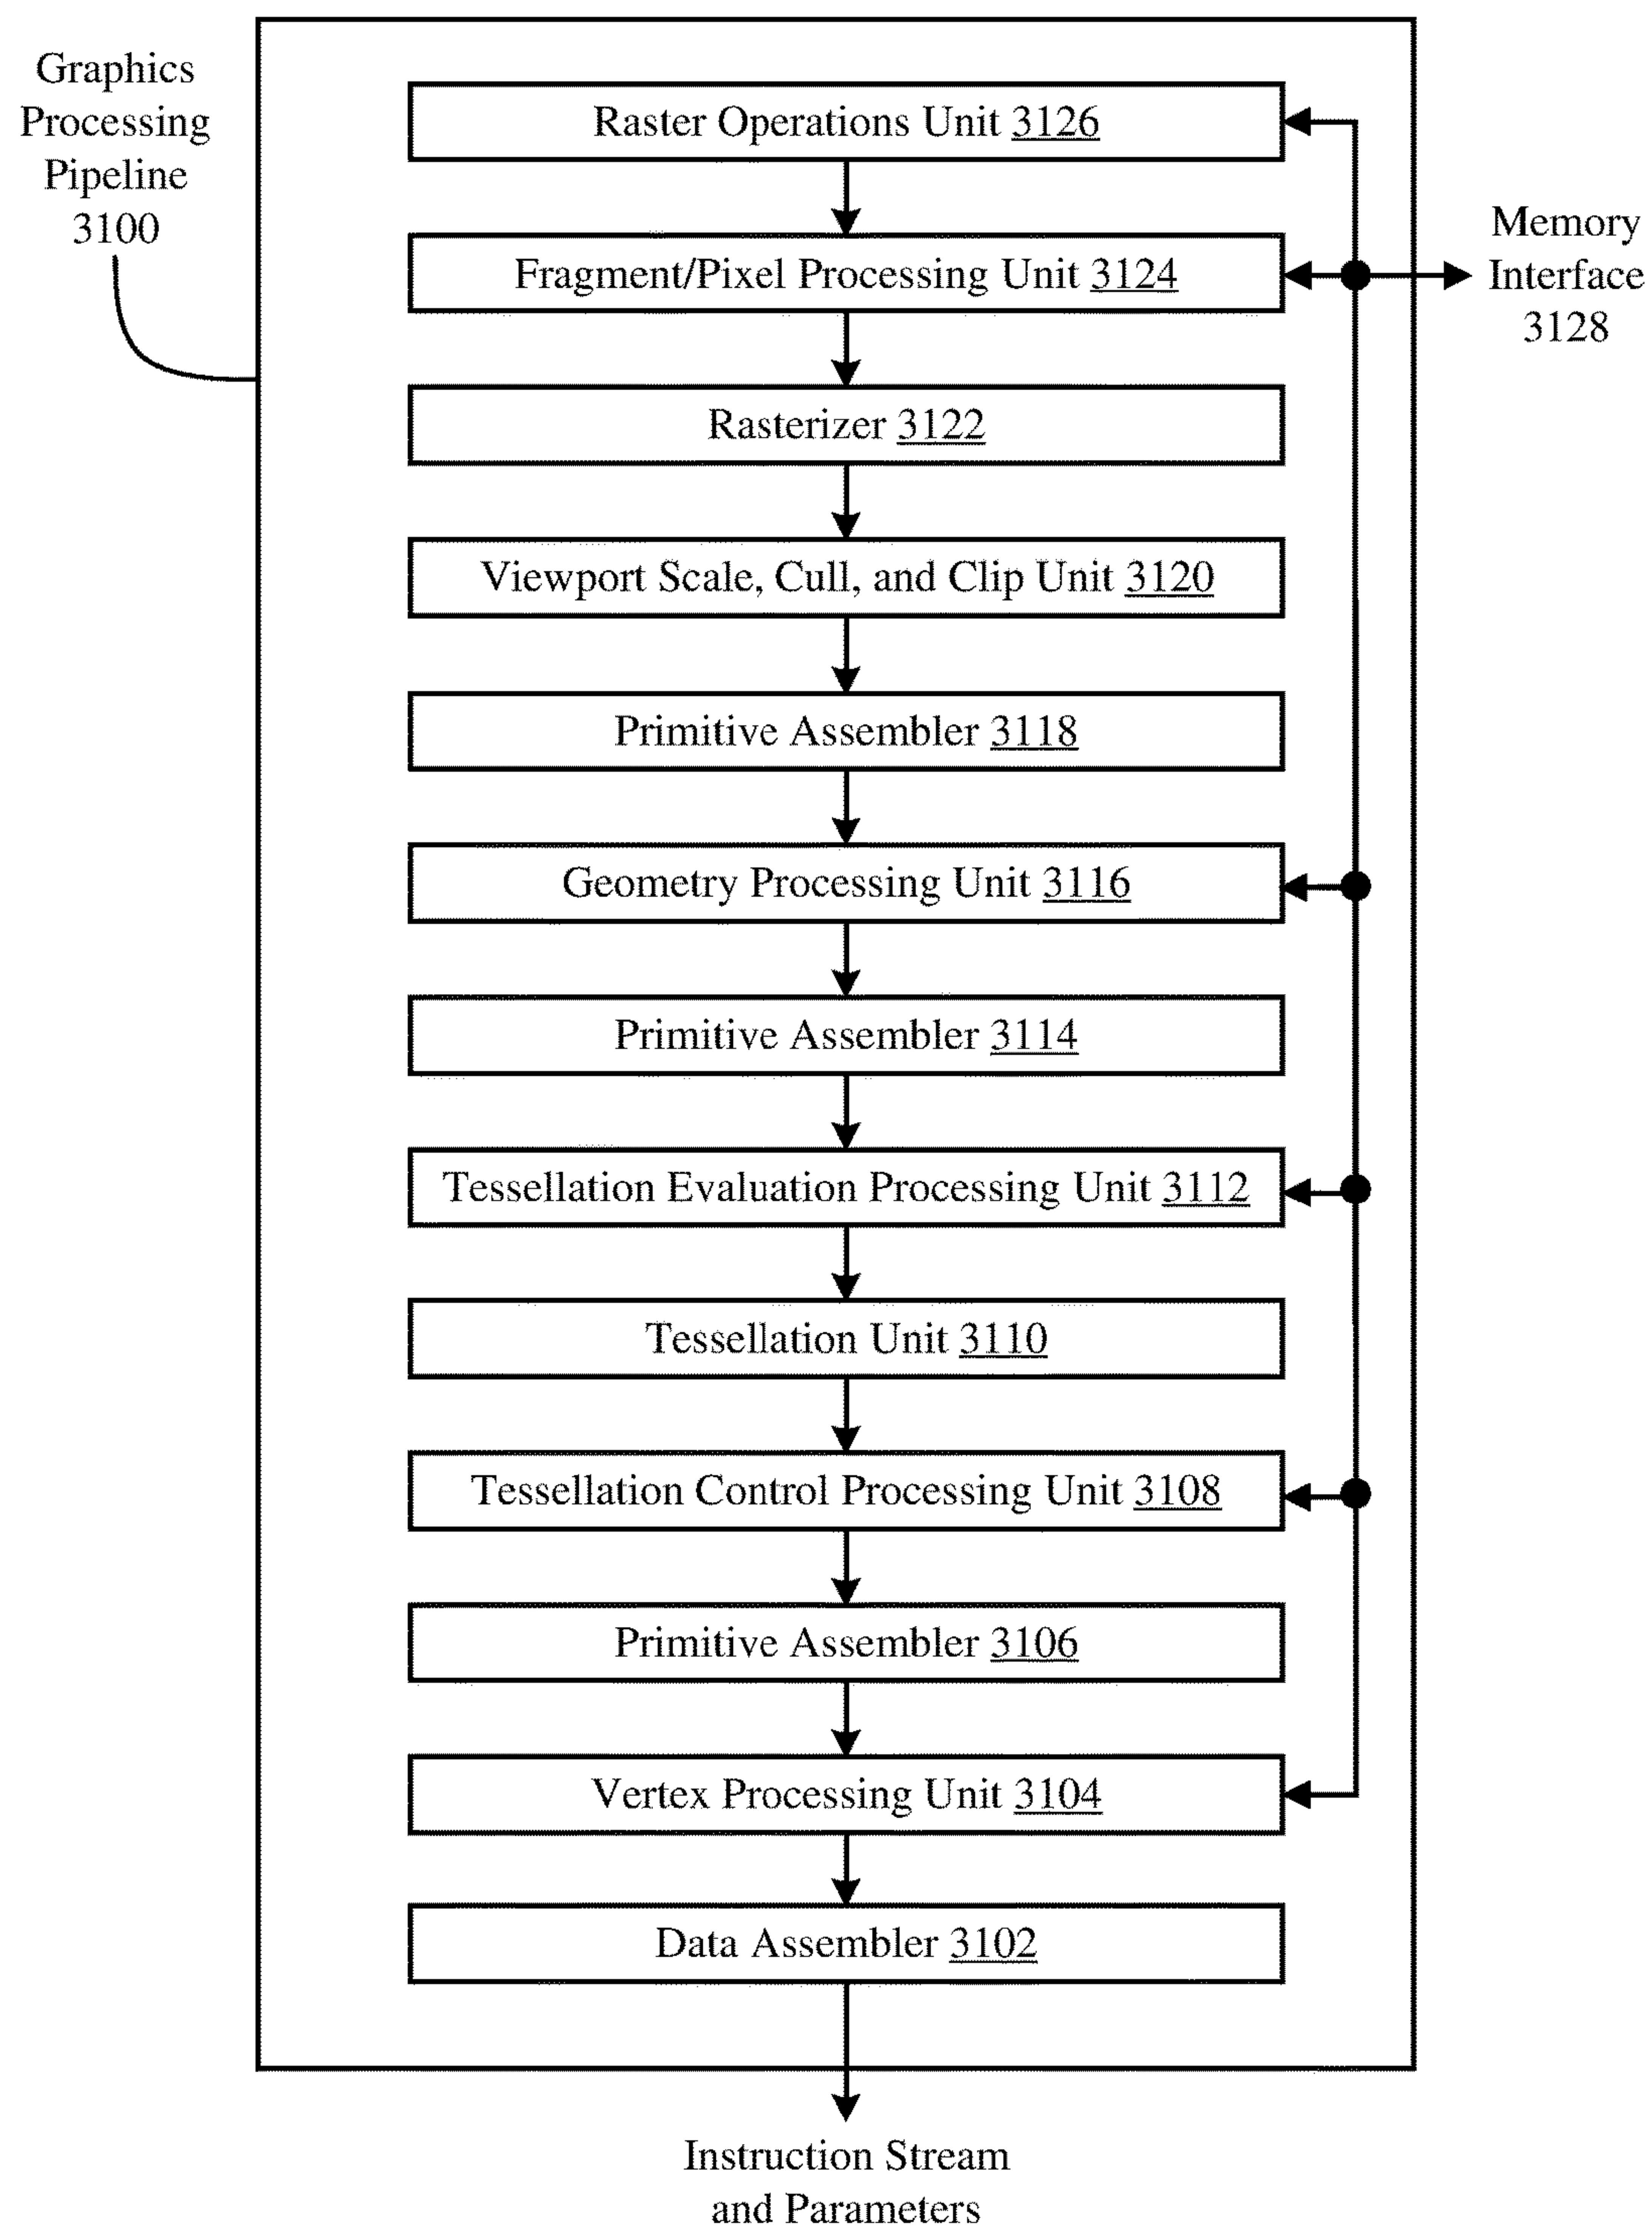 Graphics
Processing
Pipeline
3100
Raster Operations Unit 3126
Fragment/Pixel Processing Unit 3124
Memory
Interface
3128
Rasterizer 3122
Viewport Scale, Cull, and Clip Unit 3120
Primitive Assembler 3118
Geometry Processing Unit 3116
Primitive Assembler 3114
Tessellation Evaluation Processing Unit 3112
Tessellation Unit 3110
Tessellation Control Processing Unit 3108
Primitive Assembler 3106
Vertex Processing Unit 3104
Data Assembler 3102
Instruction Stream
and Parameters